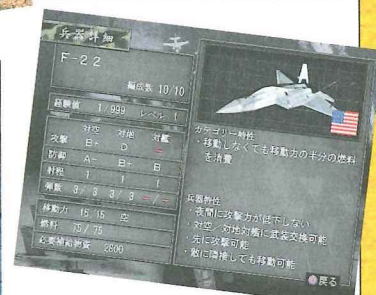 兵器詳細
F-22
編成数 10/10
経験値 1/999 レベル 1
対空 対地 対艦
攻撃 B+ D －
防御 A- B+ B
射程 1 1 1
弾数 3/ 3 3/ 3 －/－
移動力 15/15 空
燃料 75/75
必要補給物資 2800
カテゴリー特性
・移動しなくても移動力の半分の燃料
を消費
兵器特性
・夜間に攻撃力が低下しない
・対空/対地対艦に武装交換可能
・先に攻撃可能
・敵に隣接しても移動可能
戻る